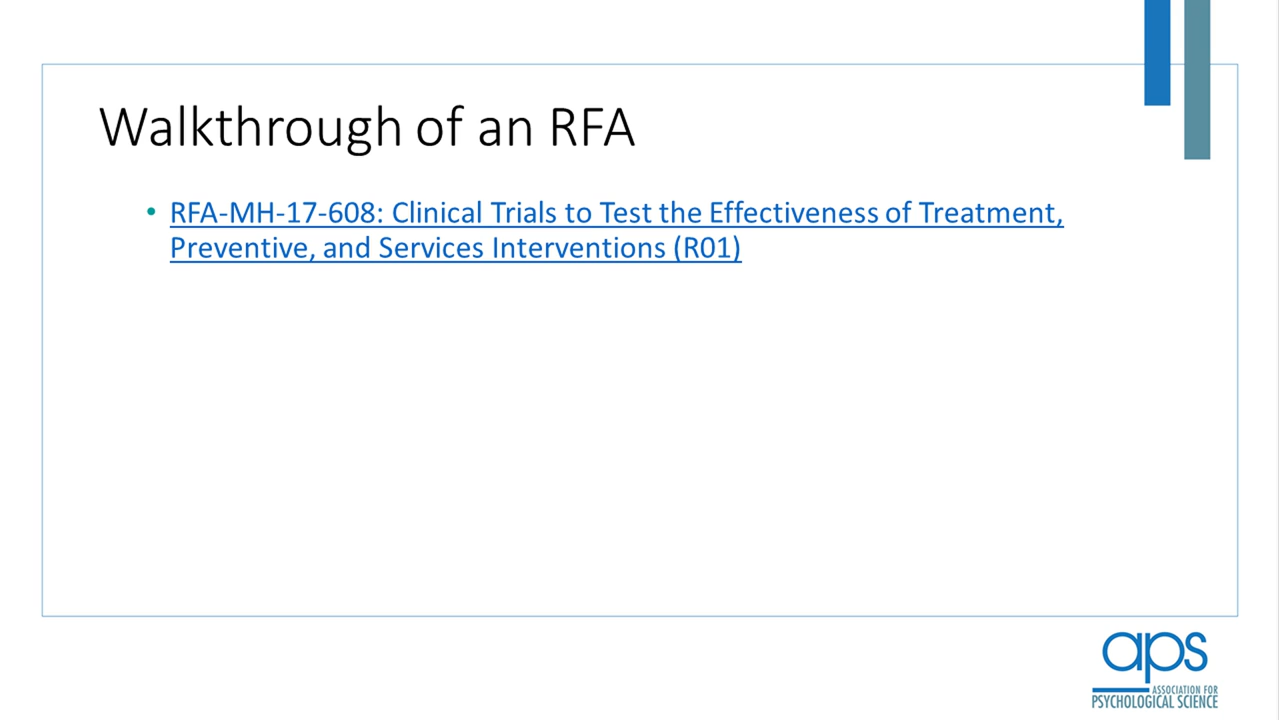 Walkthrough of an RFA
• RFA-MH-17-608: Clinical Trials to Test the Effectiveness of Treatment,
Preventive, and Services Interventions (R01)
aps
ASSOCIATION FOR
PSYCHOLOGICAL SCIENCE